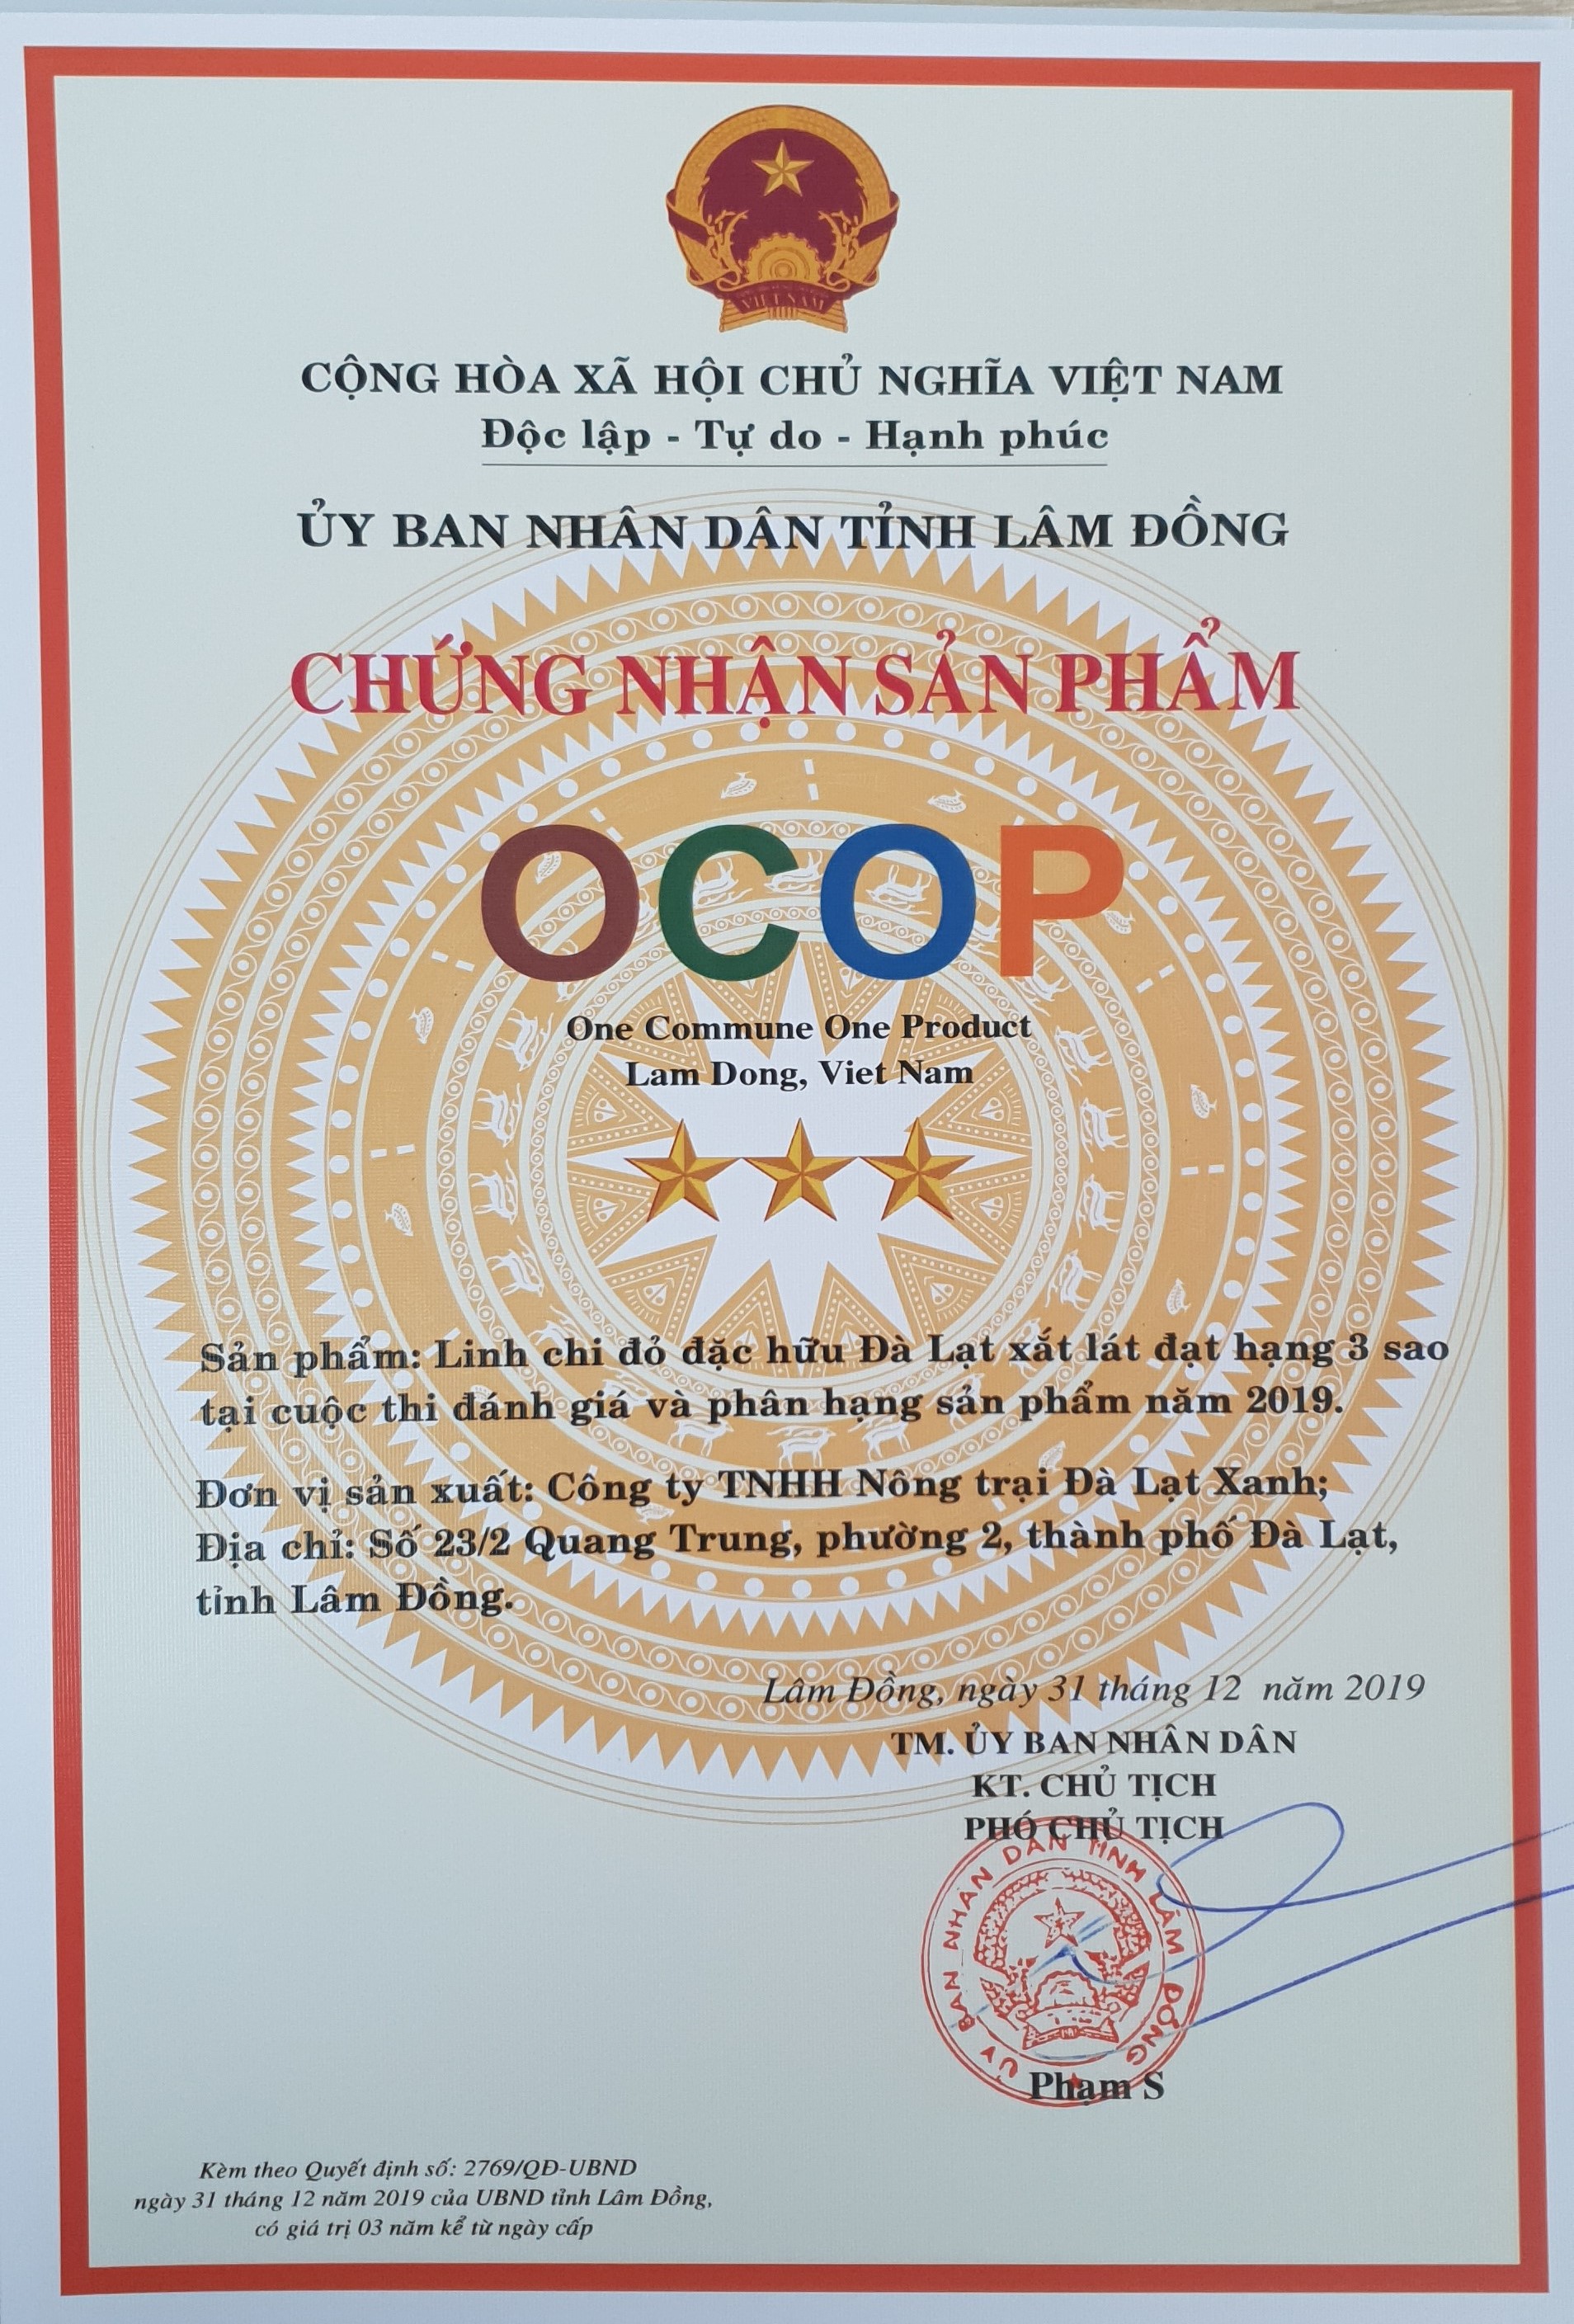 VIỆT NAM
CỘNG HÒA XÃ HỘI CHỦ NGHĨA VIỆT NAM
Độc lập - Tự do - Hạnh phúc
ỦY BAN NHÂN DÂN TỈNH LÂM ĐỒNG
CHỨNG NHẬN SẢN PHẨM
OCOP
One Commune One Product
Lam Dong, Viet Nam
Sản phẩm: Linh chi đỏ đặc hữu Đà Lạt xắt lát đạt hạng 3 sao
tại cuộc thi đánh giá và phân hạng sản phẩm năm 2019.
Đơn vị sản xuất: Công ty TNHH Nông trại Đà Lạt Xanh;
Địa chỉ: Số 23/2 Quang Trung, phường 2, thành phố Đà Lạt,
tỉnh Lâm Đồng.
Lâm Đồng, ngày 31 tháng 12 năm 2019
TM. ỦY BAN NHÂN DÂN
KT. CHỦ TỊCH
PHÓ CHỦ TỊCH
ỦY BAN NHÂN DÂN TỈNH LÂM ĐỒNG
Phạm S
Kèm theo Quyết định số: 2769/QĐ-UBND
ngày 31 tháng 12 năm 2019 của UBND tỉnh Lâm Đồng,
có giá trị 03 năm kể từ ngày cấp